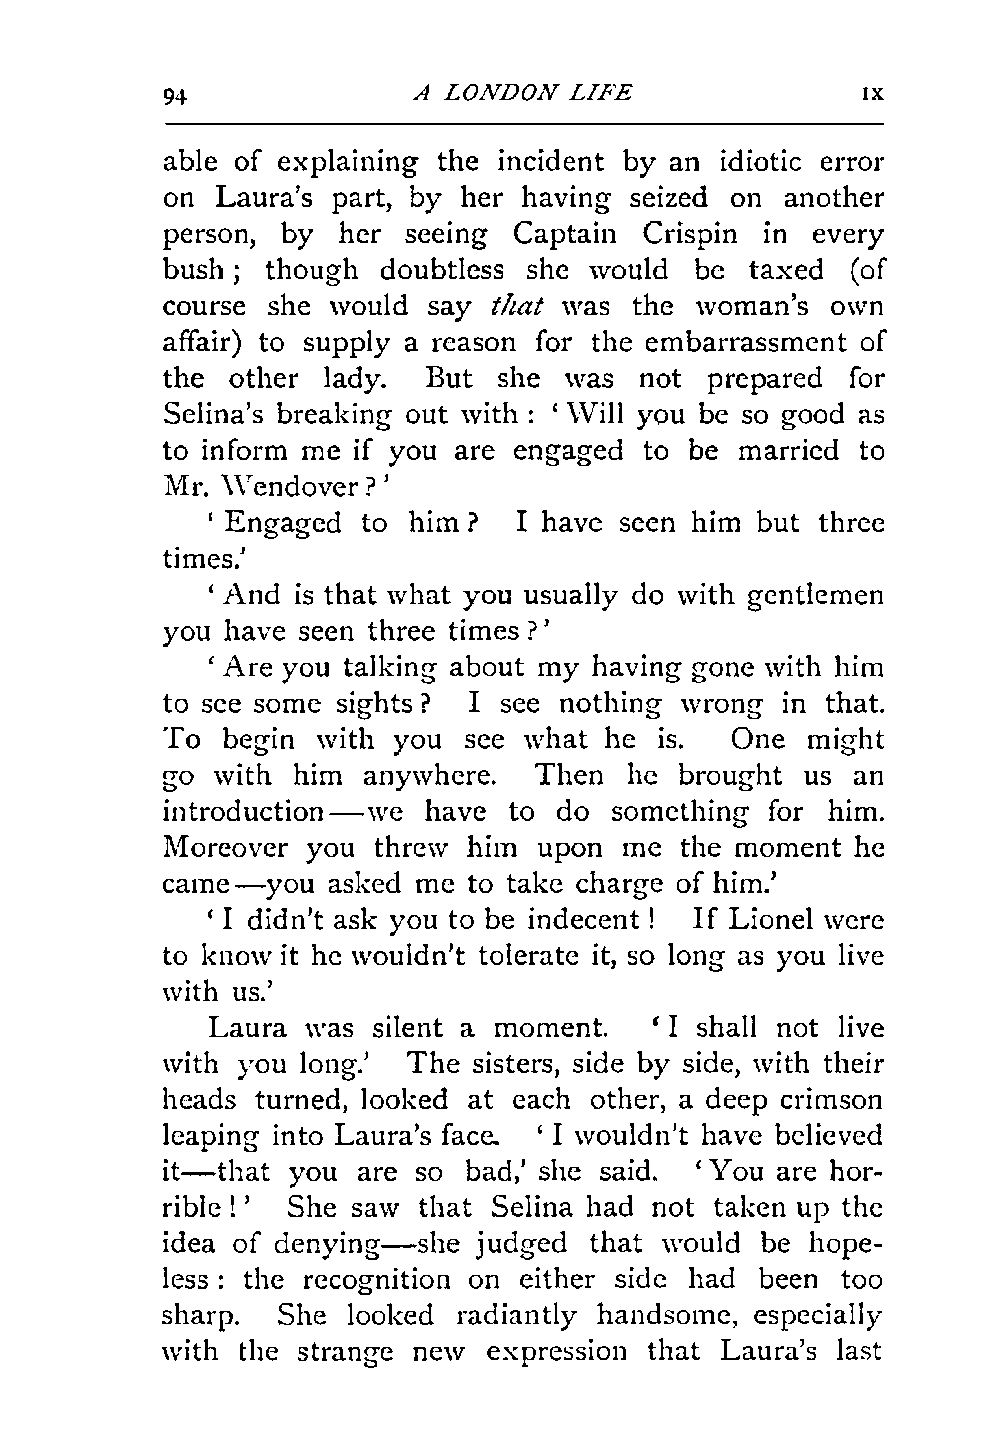 94 A LONDON LIFE IX
able of explaining the incident by an idiotic error
on Laura's part, by her having seized on another
person, by her seeing Captain Crispin in every
bush; though doubtless she would be taxed (of
course she would say that was the woman's own
affair) to supply a reason for the embarrassment of
the other lady. But she was not prepared for
Selina's breaking out with: ‘Will you be so good as
to inform me if you are engaged to be married to
Mr. Wendover?’
‘Engaged to him? I have seen him but three
times.’
‘And is that what you usually do with gentlemen
you have seen three times?’
‘Are you talking about my having gone with him
to see some sights? I see nothing wrong in that.
To begin with you see what he is. One might
go with him anywhere. Then he brought us an
introduction—we have to do something for him.
Moreover you threw him upon me the moment he
came—you asked me to take charge of him.’
‘I didn't ask you to be indecent! If Lionel were
to know it he wouldn't tolerate it, so long as you live
with us.’
Laura was silent a moment. ‘I shall not live
with you long.’ The sisters, side by side, with their
heads turned, looked at each other, a deep crimson
leaping into Laura's face. ‘I wouldn't have believed
it—that you are so bad,’ she said. ‘You are hor-
rible!’ She saw that Selina had not taken up the
idea of denying—she judged that would be hope-
less: the recognition on either side had been too
sharp. She looked radiantly handsome, especially
with the strange new expression that Laura's last